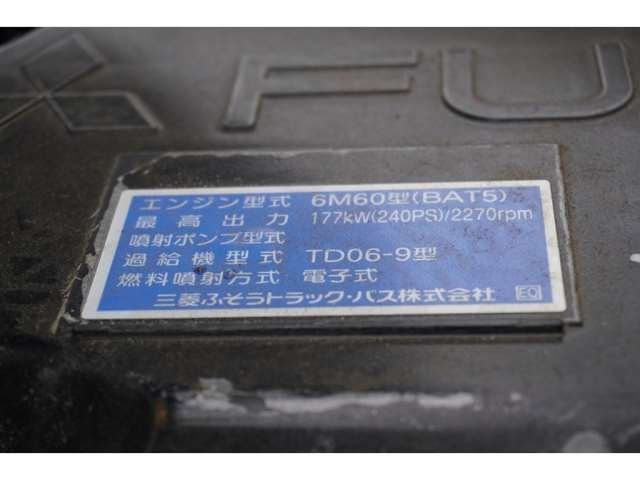 FU
エンジン型式 6M60型(BAT5)
最高出力 177kW(240PS)/2270rpm
噴射ポンプ型式
過給機型式 TD06-9型
燃料噴射方式 電子式
三菱ふそうトラック・バス株式会社 EO